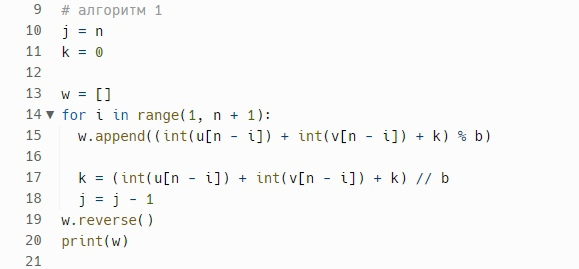 9 # алгоритм 1
10 j = n
11 k = 0
12
13 w = []
14 for i in range(1, n + 1):
15 w.append((int(u[n - i]) + int(v[n - i]) + k) % b)
16
17 k = (int(u[n - i]) + int(v[n - i]) + k) // b
18 j = j - 1
19 w.reverse()
20 print(w)
21